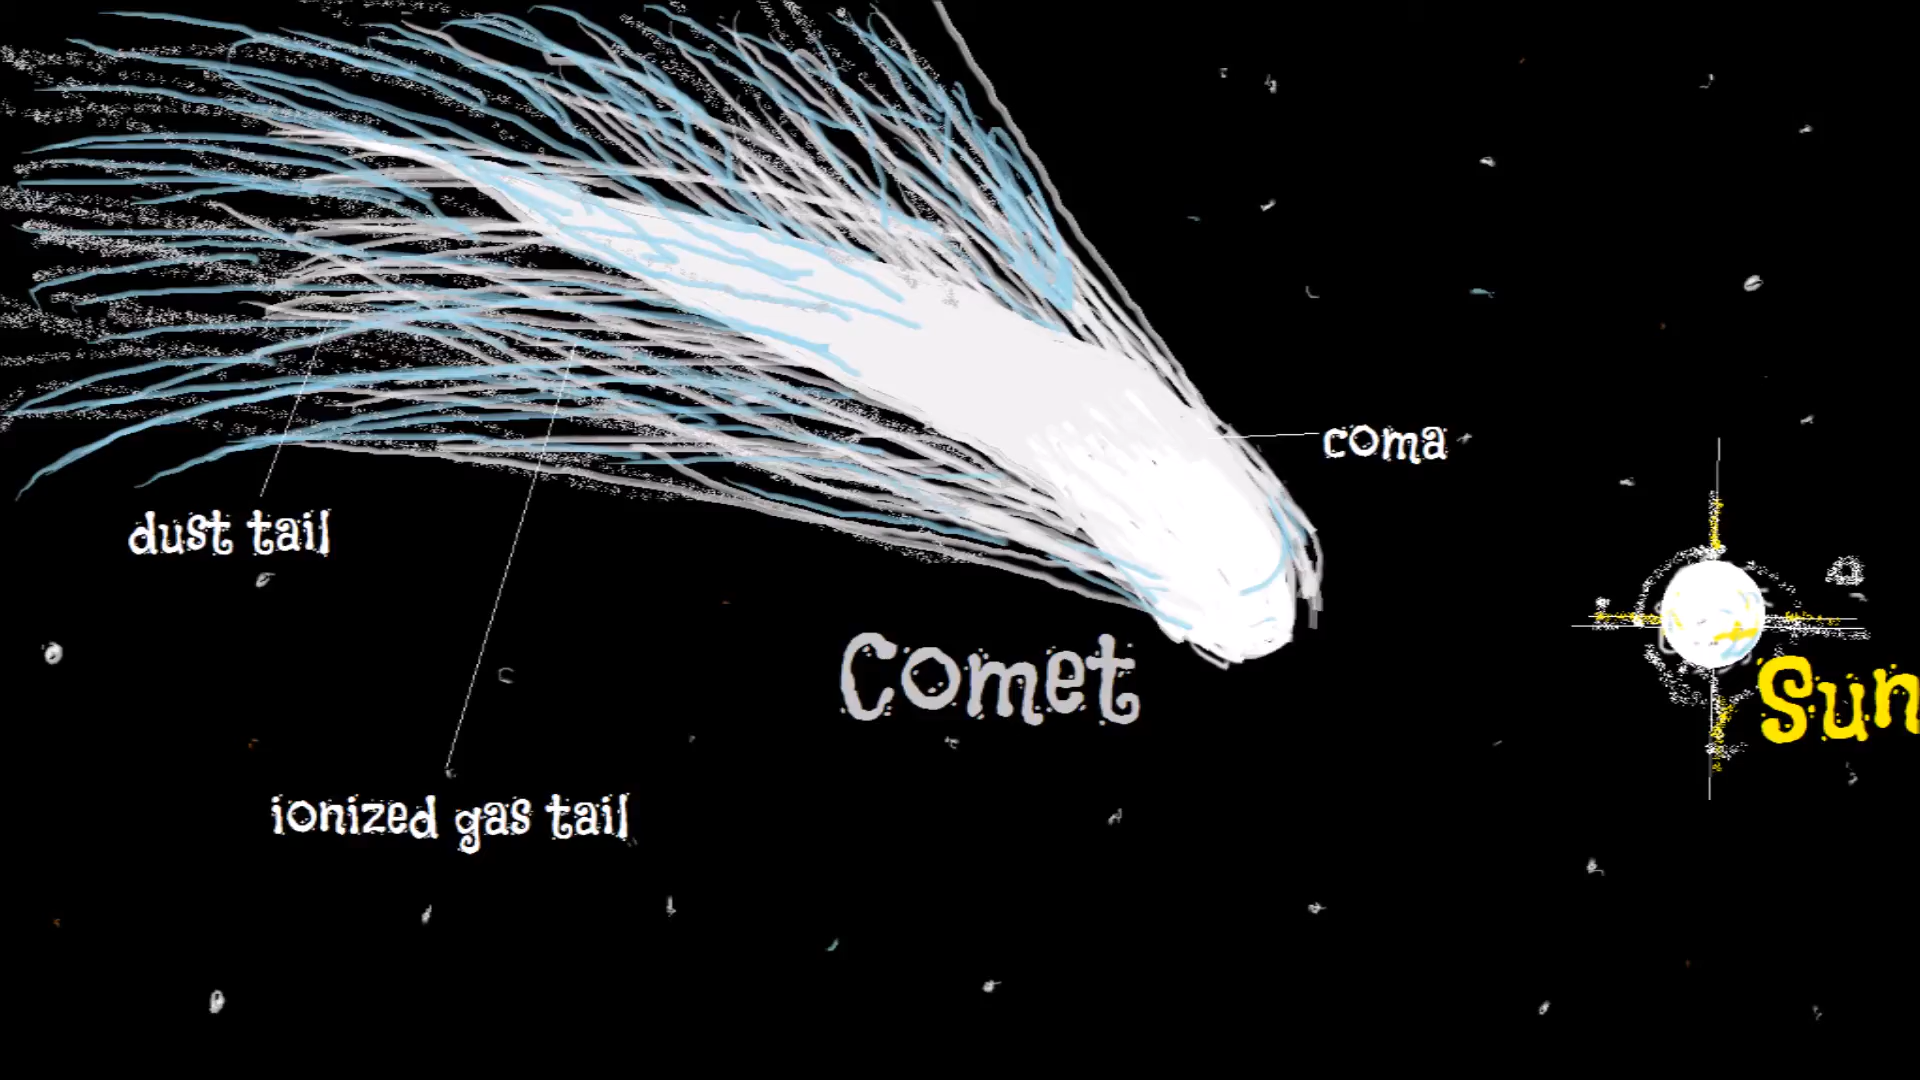 coma
dust tail
Comet
Sun
ionized gas tail